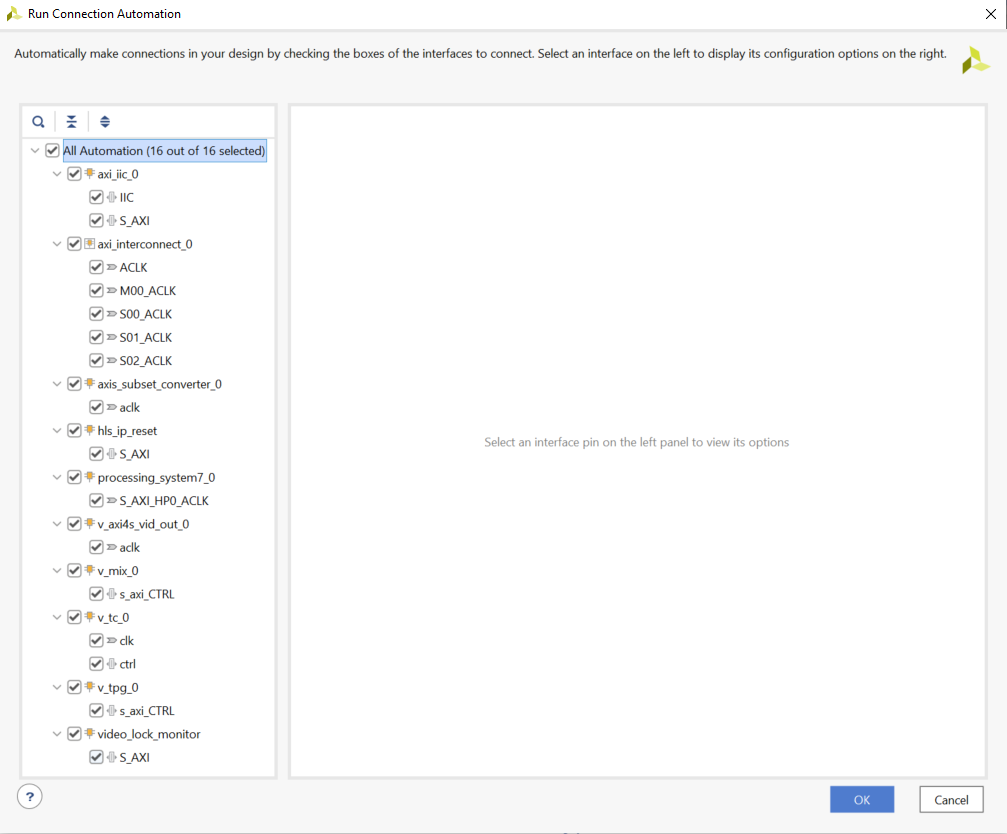 Run Connection Automation
Automatically make connections in your design by checking the boxes of the interfaces to connect. Select an interface on the left to display its configuration options on the right.
All Automation (16 out of 16 selected)
axi_iic_0
IIC
S_AXI
axi_interconnect_0
ACLK
M00_ACLK
S00_ACLK
S01_ACLK
S02_ACLK
axis_subset_converter_0
aclk
hls_ip_reset
S_AXI
processing_system7_0
S_AXI_HP0_ACLK
v_axi4s_vid_out_0
aclk
v_mix_0
s_axi_CTRL
v_tc_0
clk
ctrl
v_tpg_0
s_axi_CTRL
video_lock_monitor
S_AXI
Select an interface pin on the left panel to view its options
?
OK
Cancel